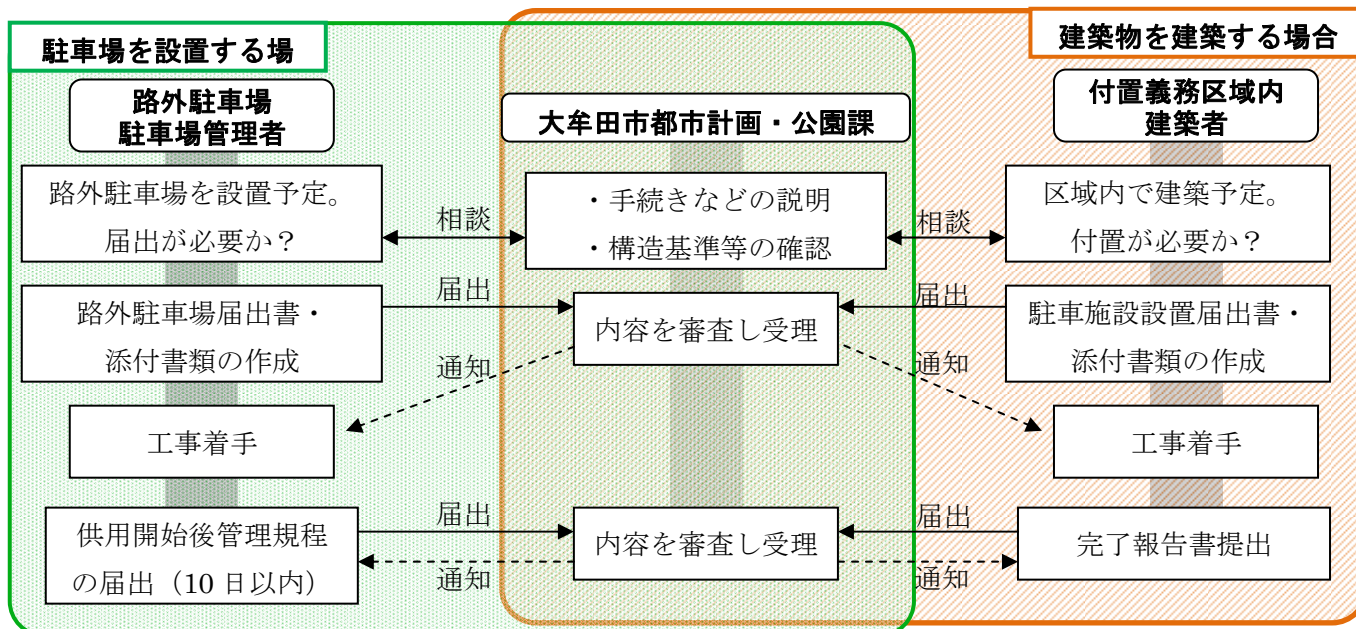 駐車場を設置する場
建築物を建築する場合
路外駐車場
駐車場管理者
大牟田市都市計画・公園課
付置義務区域内
建築者
路外駐車場を設置予定。
届出が必要か？
相談
・手続きなどの説明
・構造基準等の確認
相談
区域内で建築予定。
付置が必要か？
路外駐車場届出書・
添付書類の作成
届出
内容を審査し受理
届出
駐車施設設置届出書・
添付書類の作成
通知
通知
工事着手
工事着手
供用開始後管理規程
の届出（10 日以内）
届出
通知
内容を審査し受理
届出
通知
完了報告書提出